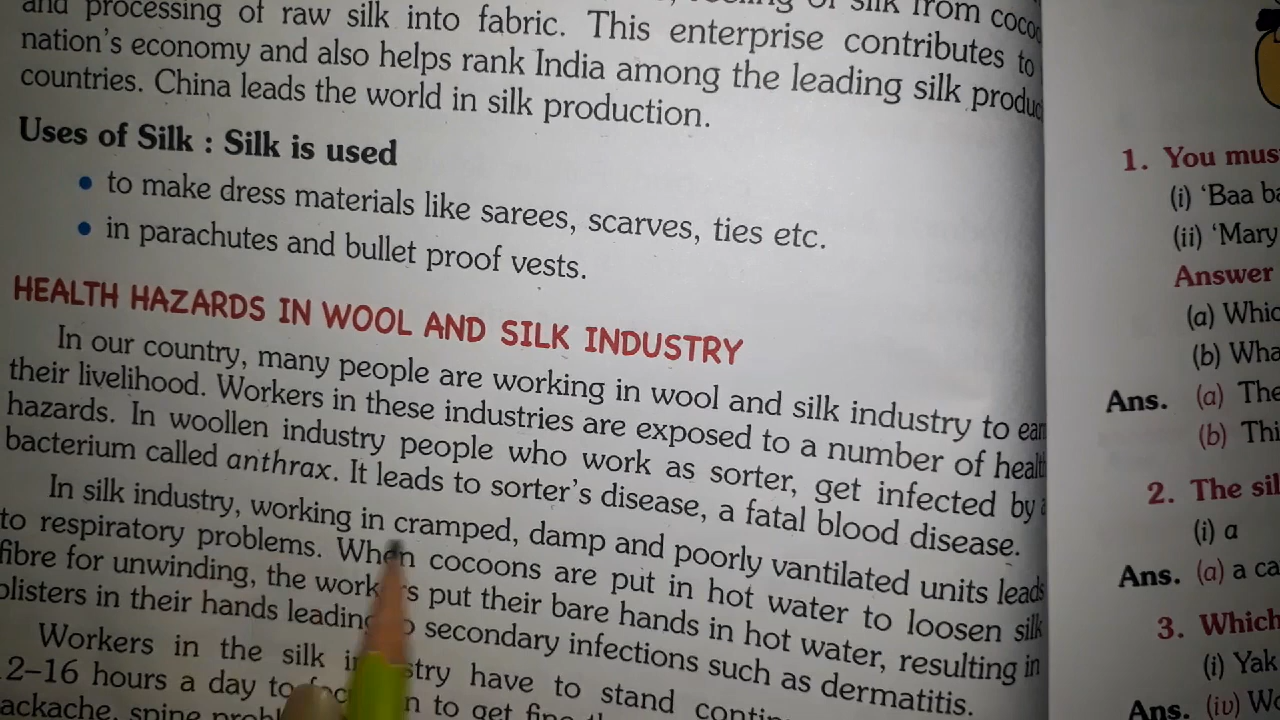 and processing of raw silk into fabric. This enterprise contributes to
nation's economy and also helps rank India among the leading silk produc
countries. China leads the world in silk production.
Uses of Silk : Silk is used
• to make dress materials like sarees, scarves, ties etc.
• in parachutes and bullet proof vests.
HEALTH HAZARDS IN WOOL AND SILK INDUSTRY
In our country, many people are working in wool and silk industry to ear
their livelihood. Workers in these industries are exposed to a number of healt
hazards. In woollen industry people who work as sorter, get infected by a
bacterium called anthrax. It leads to sorter's disease, a fatal blood disease.
In silk industry, working in cramped, damp and poorly vantilated units leads
to respiratory problems. When cocoons are put in hot water to loosen silk
fibre for unwinding, the work s put their bare hands in hot water, resulting in
blisters in their hands leading secondary infections such as dermatitis.
Workers in the silk in stry have to stand
2–16 hours a day to n to get fine
ackache, spine
1. You mus
(i) 'Baa ba
(ii) 'Mary
Answer
(a) Whic
(b) Wha
Ans. (a) The
(b) Thi
2. The sil
(i) a
Ans. (a) a ca
3. Which
(i) Yak
Ans. (iv) Wo